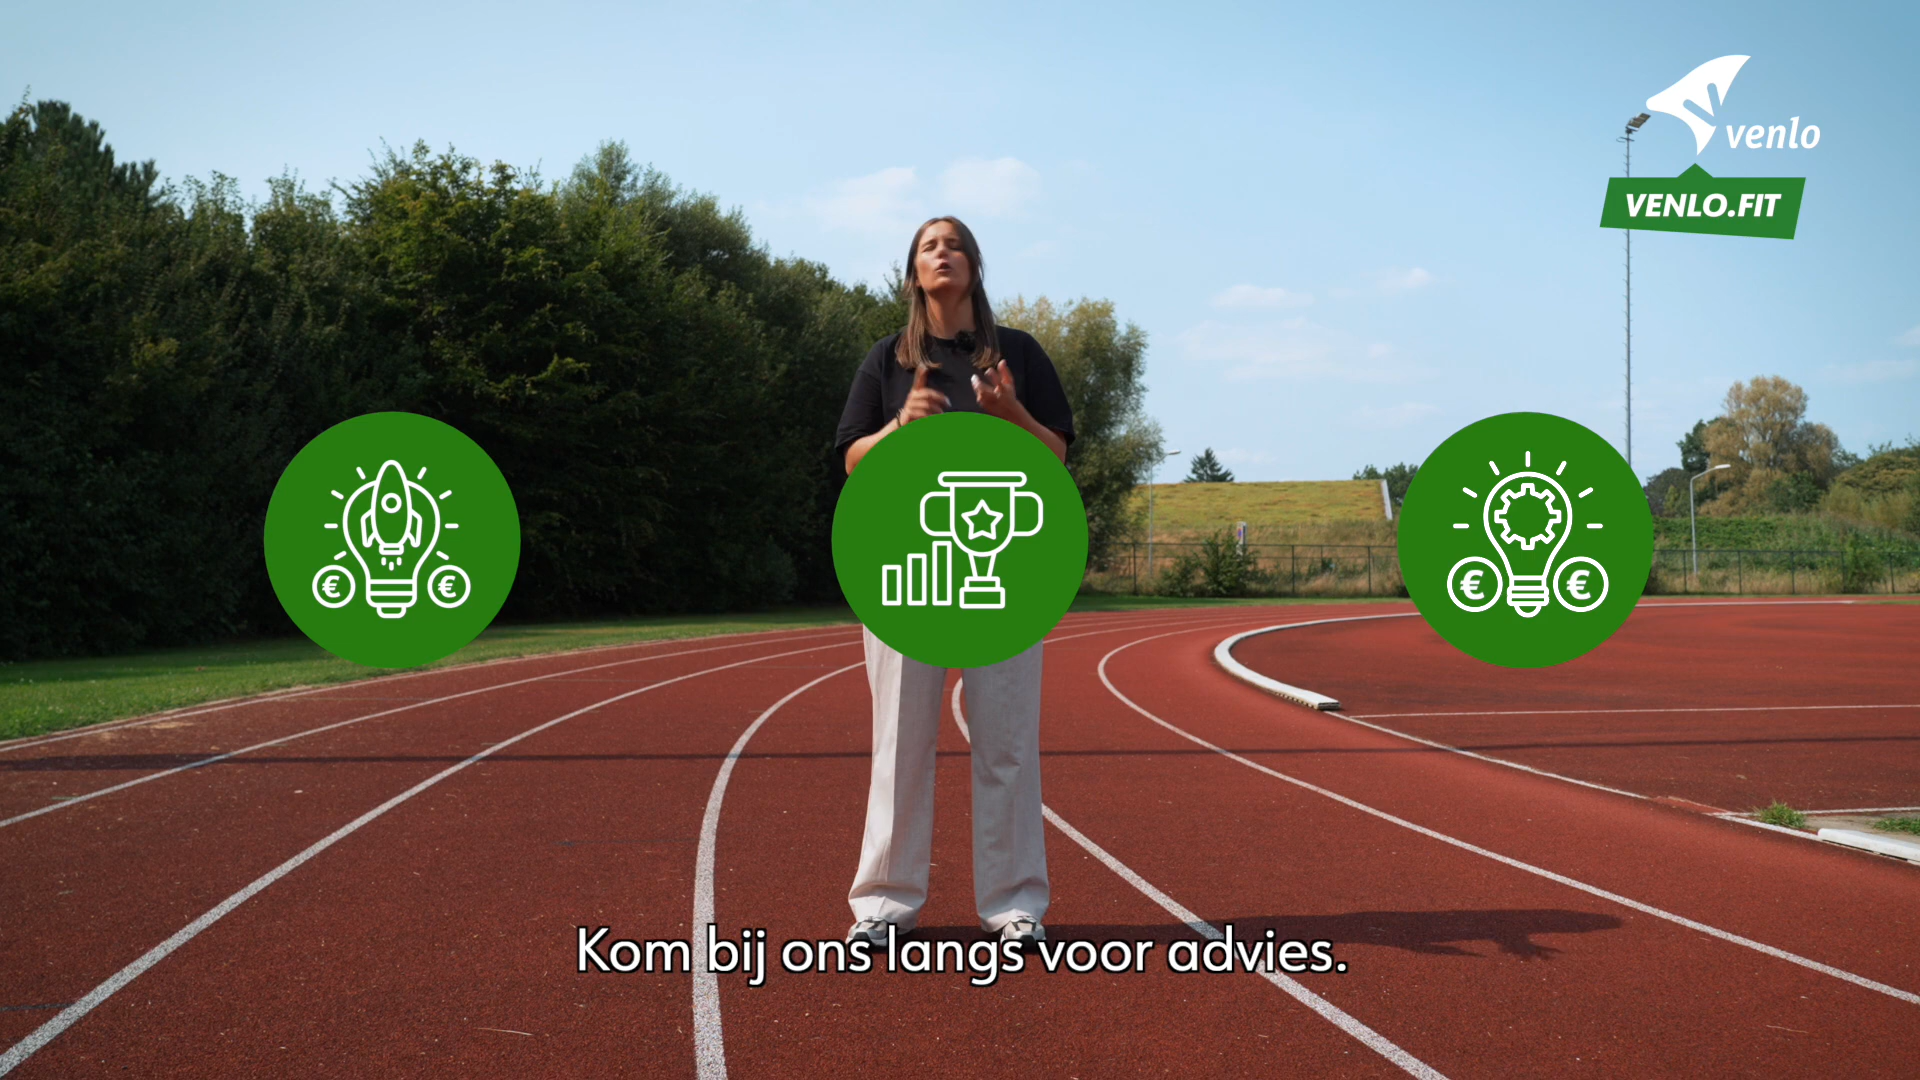 venlo
VENLO.FIT
€ €
€ €
Kom bij ons langs voor advies.